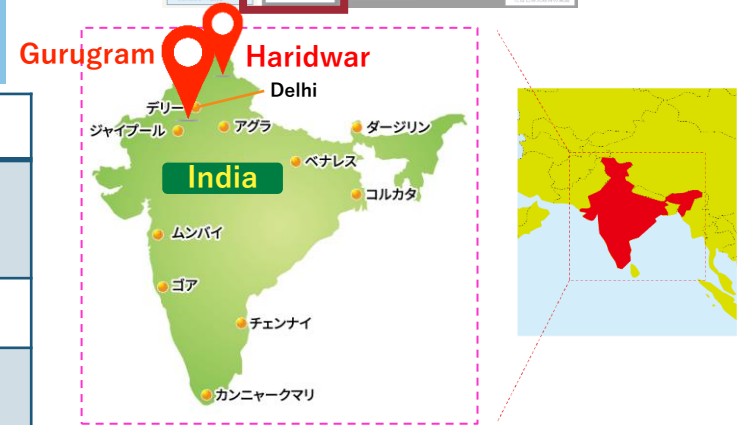 Gurugram
Haridwar
Delhi
デリー
ジャイプール
アグラ
ダージリン
ベナレス
India
コルカタ
ムンバイ
ゴア
チェンナイ
カンニャークマリ